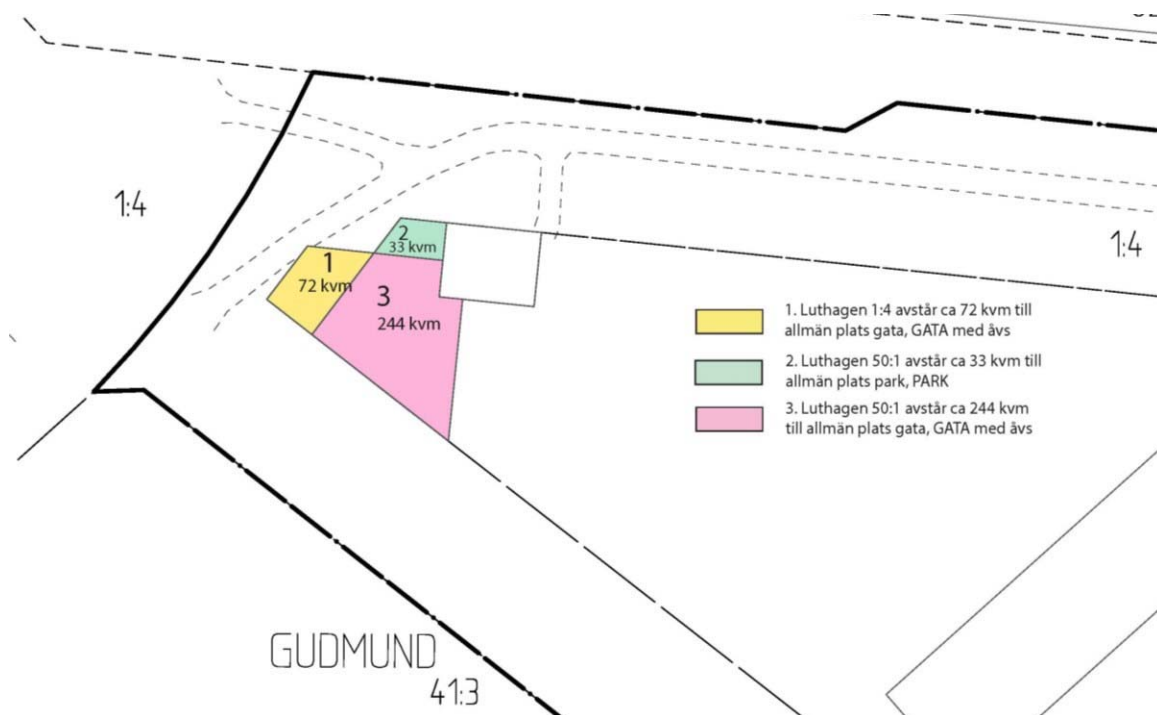 1:4
1
72 kvm
2
33 kvm
3
244 kvm
1:4
1. Luthagen 1:4 avstår ca 72 kvm till
allmän plats gata, GATA med åvs
2. Luthagen 50:1 avstår ca 33 kvm till
allmän plats park, PARK
3. Luthagen 50:1 avstår ca 244 kvm
till allmän plats gata, GATA med åvs
GUDMUND
41:3